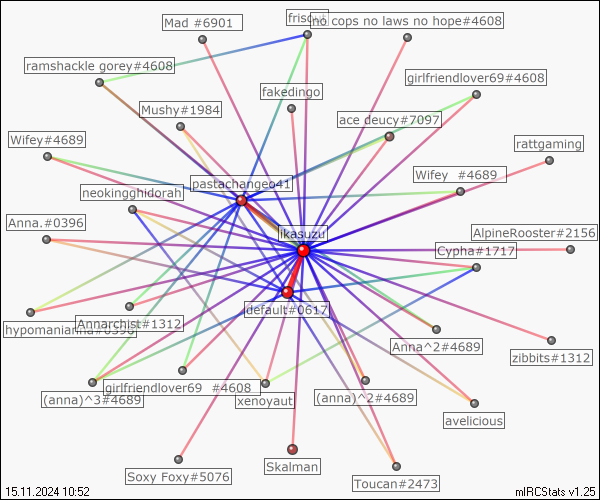 Mad #6901
no cops no laws no hope#4608
ramshackle gorey#4608
girlfriendlover69#4608
fakedingo
Mushy#1984
ace deucy#7097
Wifey#4689
rattgaming
Wifey #4689
pastachangeo41
neokingghidorah
Anna.#0396
ikasuzu
AlpineRooster#2156
Cypha#1717
default#0617
Annarchist#1312
Anna^2#4689
zibbits#1312
girlfriendlover69 #4608
(anna)^3#4689
xenoyaut
(anna)^2#4689
avelicious
Skalman
Soxy Foxy#5076
Toucan#2473
15.11.2024 10:52
mIRCStats v1.25